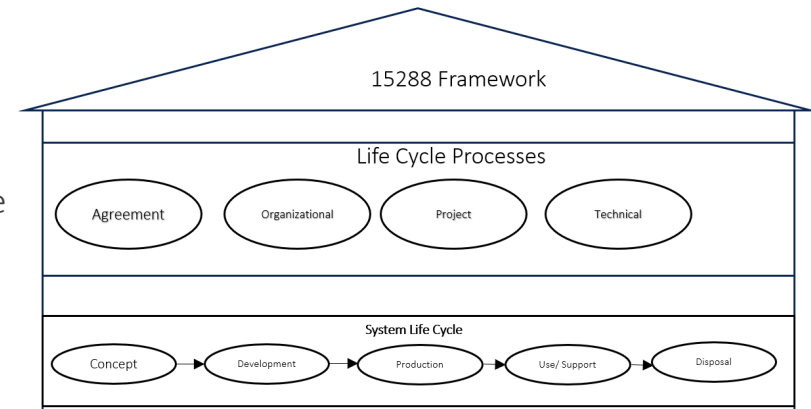 15288 Framework
Life Cycle Processes
Agreement
Organizational
Project
Technical
System Life Cycle
Concept
Development
Production
Use/ Support
Disposal